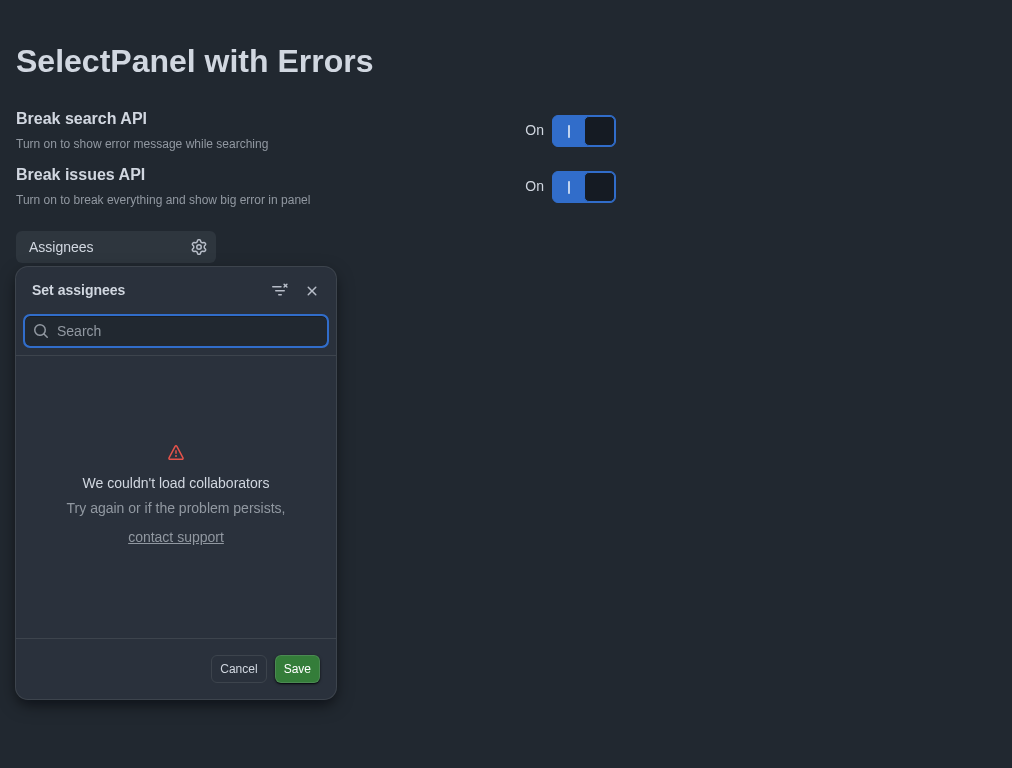 SelectPanel with Errors
Break search API
Turn on to show error message while searching
On
Break issues API
Turn on to break everything and show big error in panel
On
Assignees
Set assignees
Search
We couldn't load collaborators
Try again or if the problem persists,
contact support
Cancel
Save